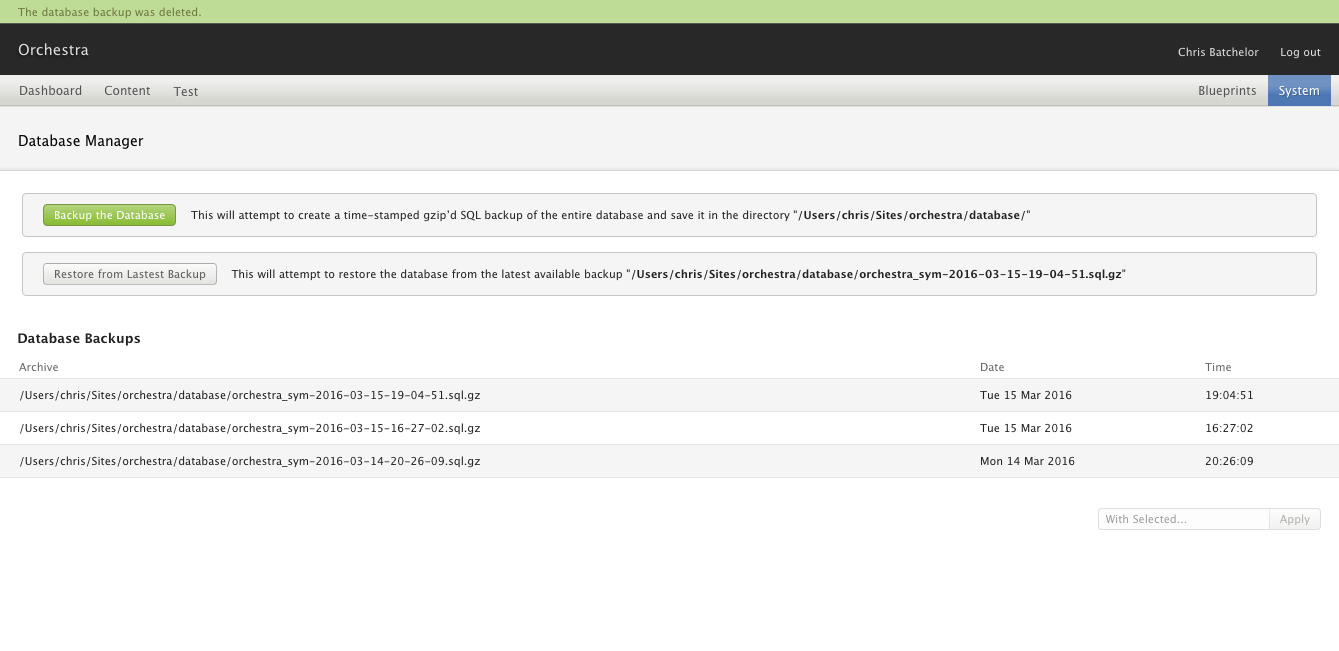 The database backup was deleted.
Orchestra
Chris Batchelor Log out
Dashboard Content Test Blueprints System
Database Manager
Backup the Database This will attempt to create a time-stamped gzip'd SQL backup of the entire database and save it in the directory "/Users/chris/Sites/orchestra/database/"
Restore from Lastest Backup This will attempt to restore the database from the latest available backup "/Users/chris/Sites/orchestra/database/orchestra_sym-2016-03-15-19-04-51.sql.gz"
Database Backups
Archive Date Time
/Users/chris/Sites/orchestra/database/orchestra_sym-2016-03-15-19-04-51.sql.gz Tue 15 Mar 2016 19:04:51
/Users/chris/Sites/orchestra/database/orchestra_sym-2016-03-15-16-27-02.sql.gz Tue 15 Mar 2016 16:27:02
/Users/chris/Sites/orchestra/database/orchestra_sym-2016-03-14-20-26-09.sql.gz Mon 14 Mar 2016 20:26:09
With Selected... Apply